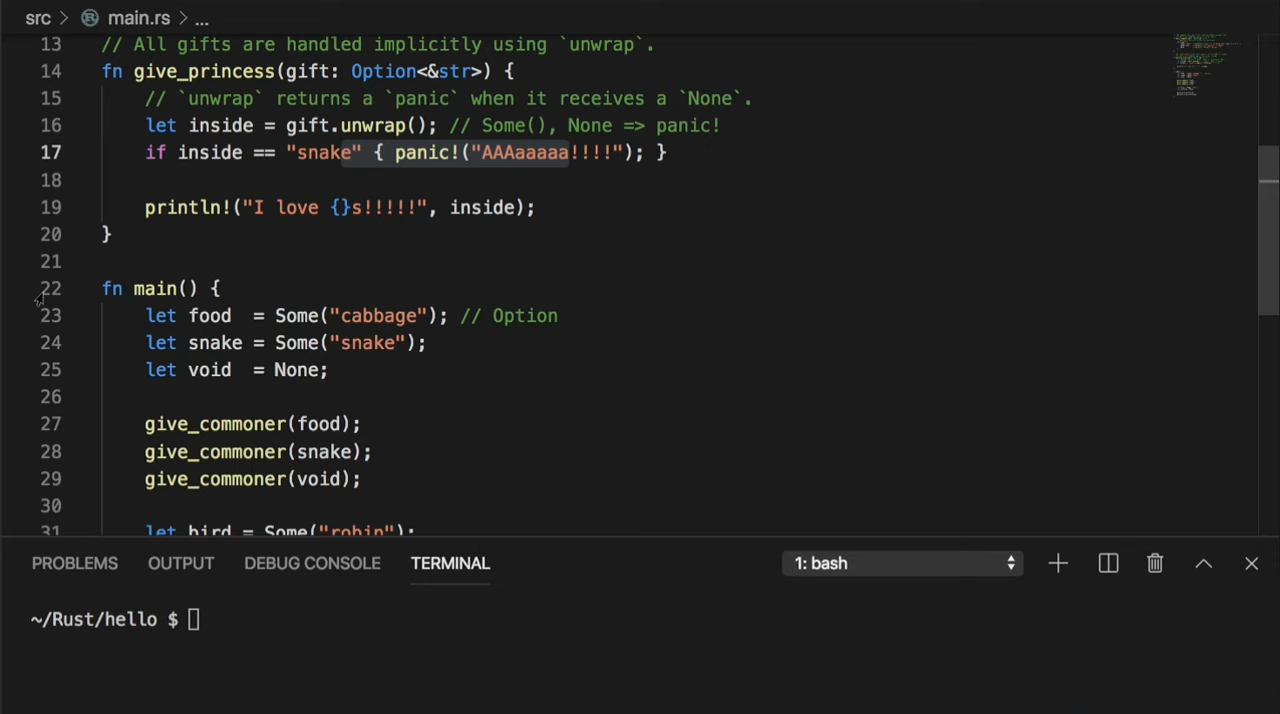 src > main.rs > ...
13 // All gifts are handled implicitly using `unwrap`.
14 fn give_princess(gift: Option<&str>) {
15 // `unwrap` returns a `panic` when it receives a `None`.
16 let inside = gift.unwrap(); // Some(), None => panic!
17 if inside == "snake" { panic!("AAAaaaaa!!!!"); }
18
19 println!("I love {}s!!!!!", inside);
20 }
21
22 fn main() {
23 let food  = Some("cabbage"); // Option
24 let snake = Some("snake");
25 let void  = None;
26
27 give_commoner(food);
28 give_commoner(snake);
29 give_commoner(void);
30
31 let bird = Some("robin");
PROBLEMS OUTPUT DEBUG CONSOLE TERMINAL 1: bash
~/Rust/hello $